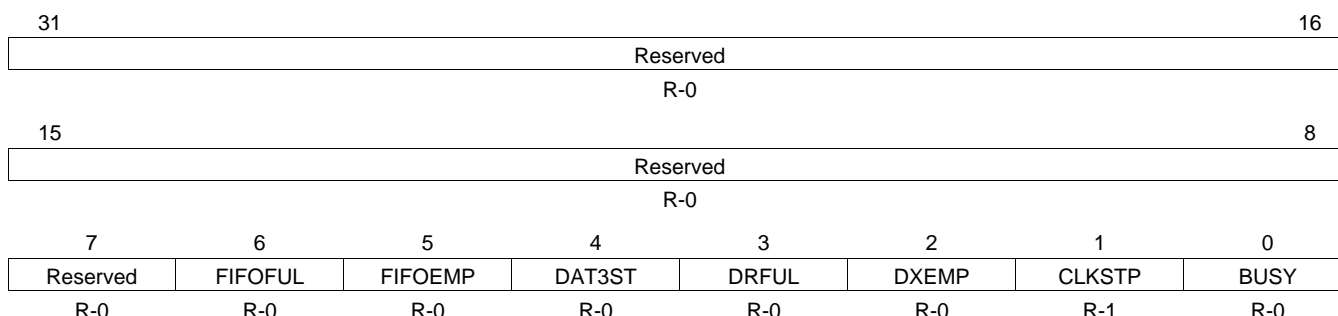 31 16
Reserved
R-0
15 8
Reserved
R-0
7 6 5 4 3 2 1 0
Reserved FIFOFUL FIFOEMP DAT3ST DRFUL DXEMP CLKSTP BUSY
R-0 R-0 R-0 R-0 R-0 R-0 R-1 R-0